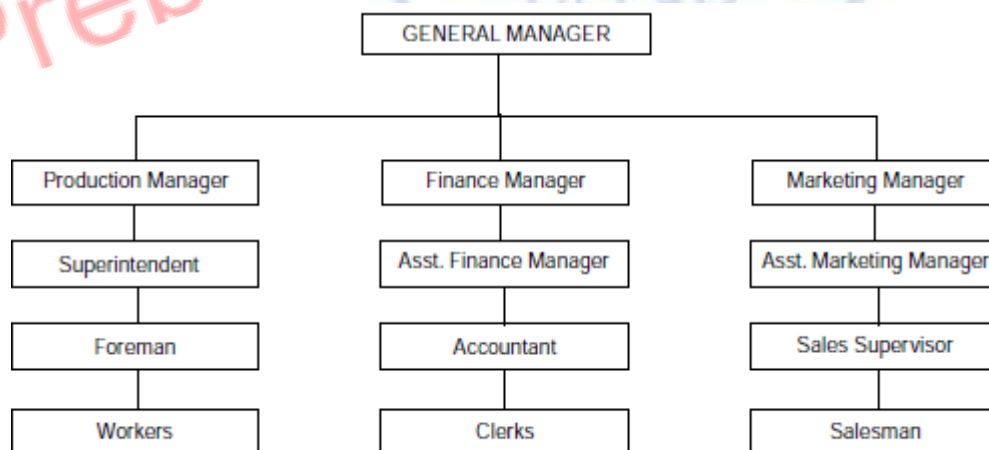 GENERAL MANAGER
Production Manager
Finance Manager
Marketing Manager
Superintendent
Asst. Finance Manager
Asst. Marketing Manager
Foreman
Accountant
Sales Supervisor
Workers
Clerks
Salesman